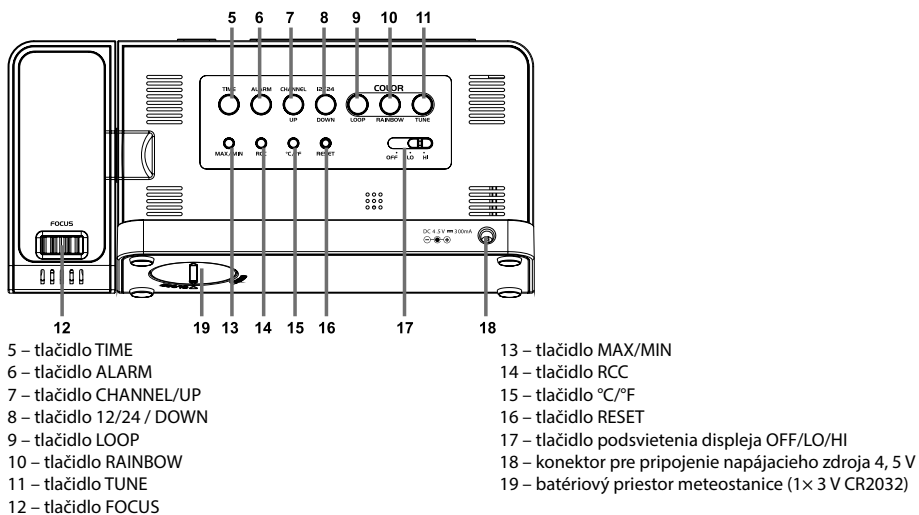 5 6 7 8 9 10 11
TIME ALARM CHANNEL 12/24 COLOR
UP DOWN LOOP RAINBOW TUNE
MAX/MIN RCC °C/°F RESET
OFF LO HI
FOCUS
DC 4.5V 300mA
12 19 13 14 15 16 17 18
5 – tlačidlo TIME
6 – tlačidlo ALARM
7 – tlačidlo CHANNEL/UP
8 – tlačidlo 12/24 / DOWN
9 – tlačidlo LOOP
10 – tlačidlo RAINBOW
11 – tlačidlo TUNE
12 – tlačidlo FOCUS
13 – tlačidlo MAX/MIN
14 – tlačidlo RCC
15 – tlačidlo °C/°F
16 – tlačidlo RESET
17 – tlačidlo podsvietenia displeja OFF/LO/HI
18 – konektor pre pripojenie napájacieho zdroja 4, 5 V
19 – batériový priestor meteostanice (1× 3 V CR2032)